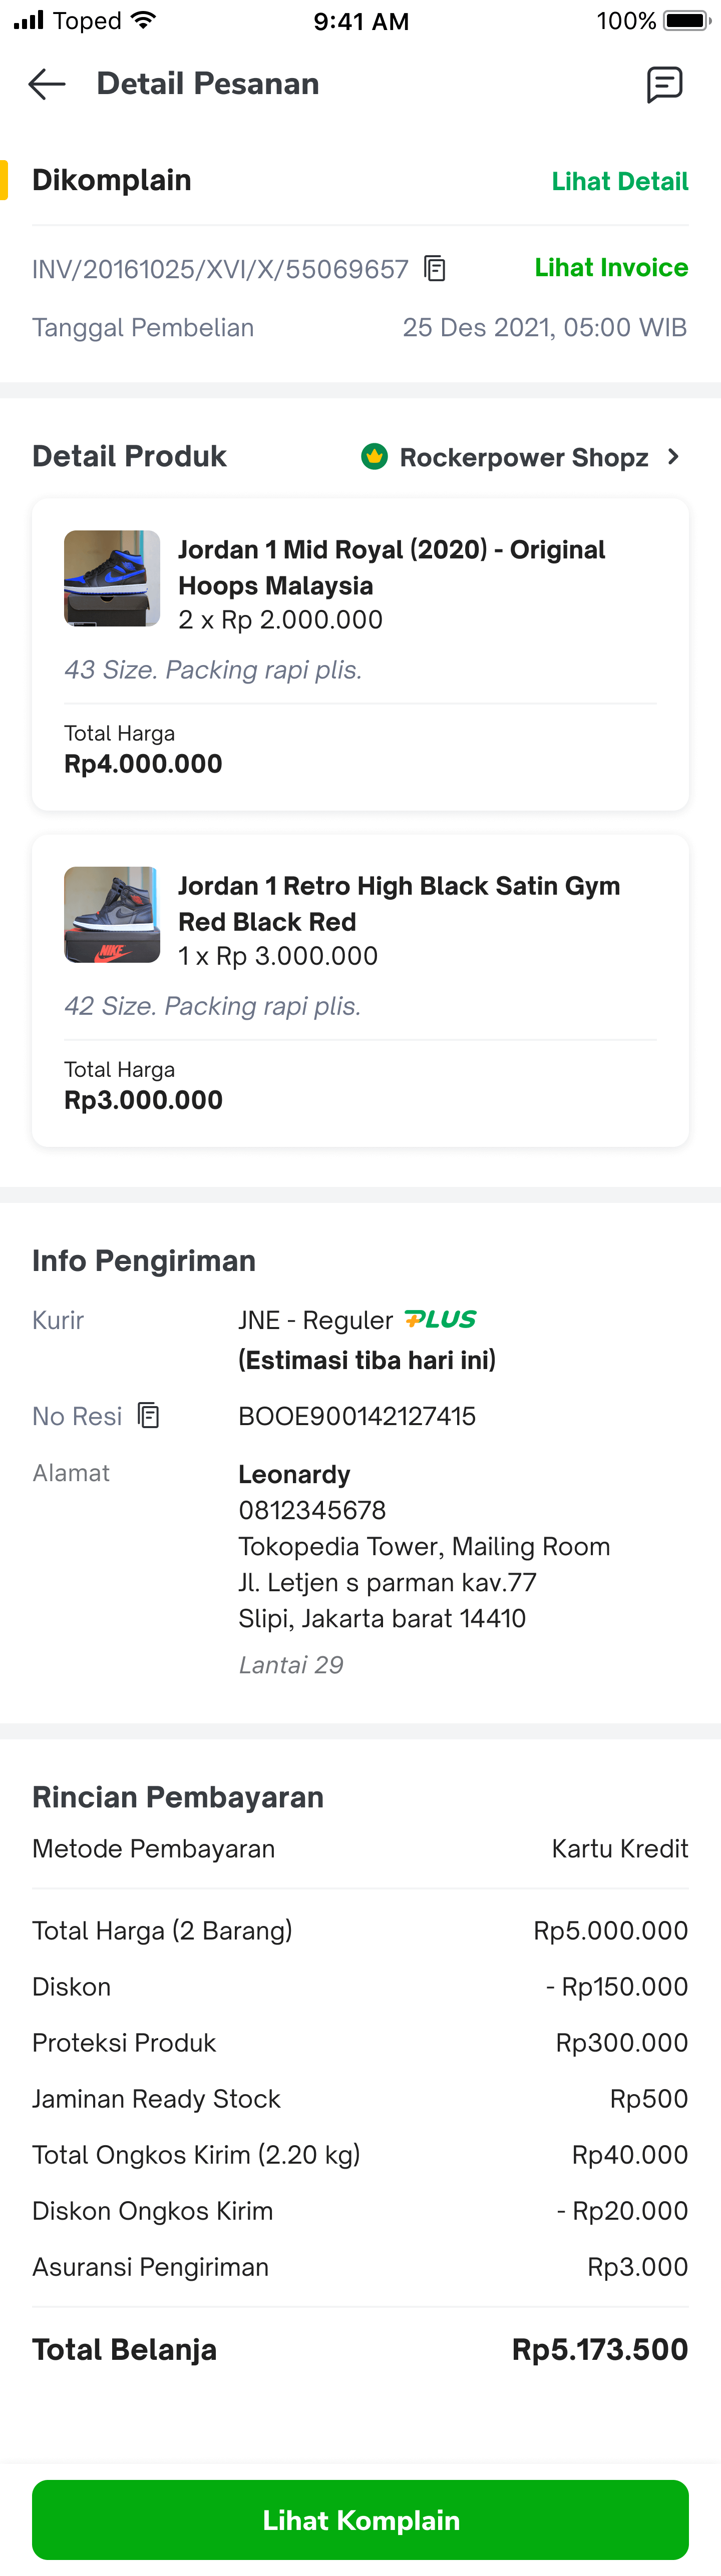 Toped
9:41 AM
100%
Detail Pesanan
Dikomplain
Lihat Detail
INV/20161025/XVI/X/55069657
Lihat Invoice
Tanggal Pembelian
25 Des 2021, 05:00 WIB
Detail Produk
Rockerpower Shopz
Jordan 1 Mid Royal (2020) - Original
Hoops Malaysia
2 x Rp 2.000.000
43 Size. Packing rapi plis.
Total Harga
Rp4.000.000
Jordan 1 Retro High Black Satin Gym
Red Black Red
NIKE
1 x Rp 3.000.000
42 Size. Packing rapi plis.
Total Harga
Rp3.000.000
Info Pengiriman
Kurir
JNE - Reguler PLUS
(Estimasi tiba hari ini)
No Resi
BOOE900142127415
Alamat
Leonardy
0812345678
Tokopedia Tower, Mailing Room
Jl. Letjen s parman kav.77
Slipi, Jakarta barat 14410
Lantai 29
Rincian Pembayaran
Metode Pembayaran
Kartu Kredit
Total Harga (2 Barang)
Rp5.000.000
Diskon
- Rp150.000
Proteksi Produk
Rp300.000
Jaminan Ready Stock
Rp500
Total Ongkos Kirim (2.20 kg)
Rp40.000
Diskon Ongkos Kirim
- Rp20.000
Asuransi Pengiriman
Rp3.000
Total Belanja
Rp5.173.500
Lihat Komplain